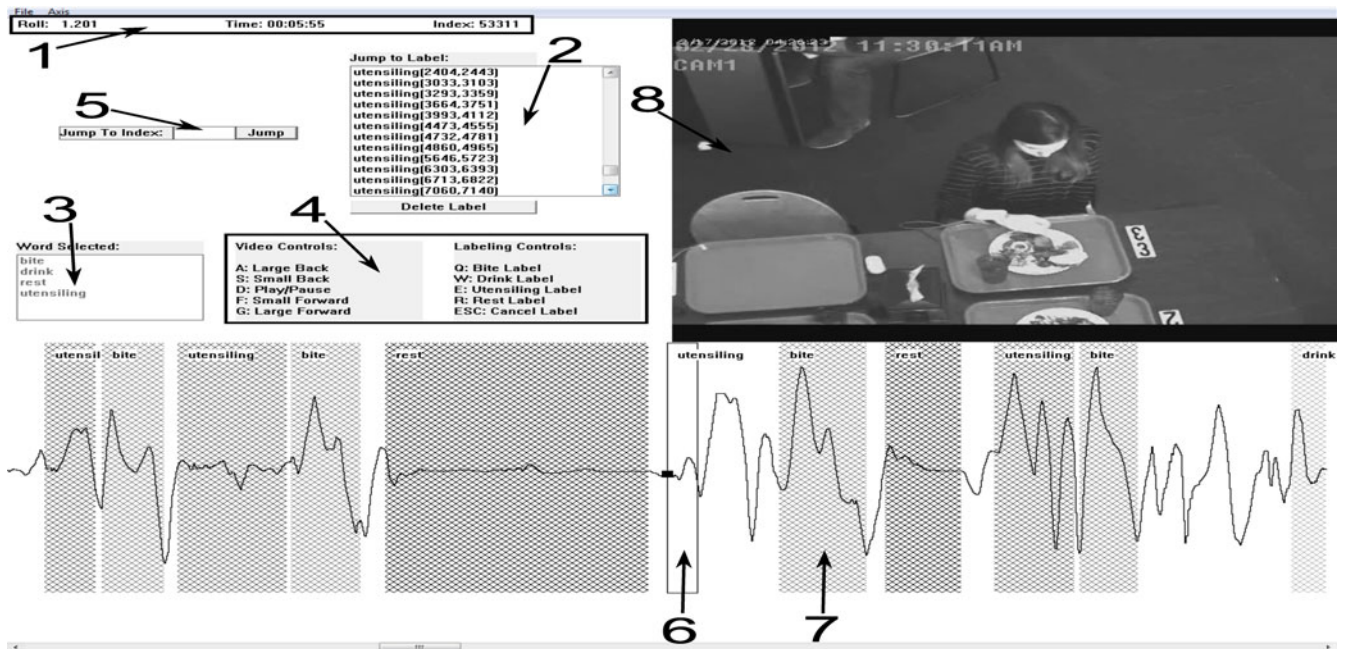 File Axis
Roll: 1.201 Time: 00:05:55 Index: 53311
1
2
Jump to Label:
utensiling[2404,2443]
utensiling[3033,3103]
utensiling[3293,3359]
utensiling[3664,3751]
utensiling[3993,4112]
utensiling[4473,4555]
utensiling[4732,4781]
utensiling[4860,4965]
utensiling[5646,5723]
utensiling[6303,6393]
utensiling[6713,6822]
utensiling[7060,7140]
Delete Label
5
Jump To Index: Jump
3
Word Selected:
bite
drink
rest
utensiling
4
Video Controls:
A: Large Back
S: Small Back
D: Play/Pause
F: Small Forward
G: Large Forward
Labeling Controls:
Q: Bite Label
W: Drink Label
E: Utensiling Label
R: Rest Label
ESC: Cancel Label
8
11:30:11AM
CAM1
E3
7
utensil bite utensiling bite rest utensiling bite rest utensiling bite drink
6 7